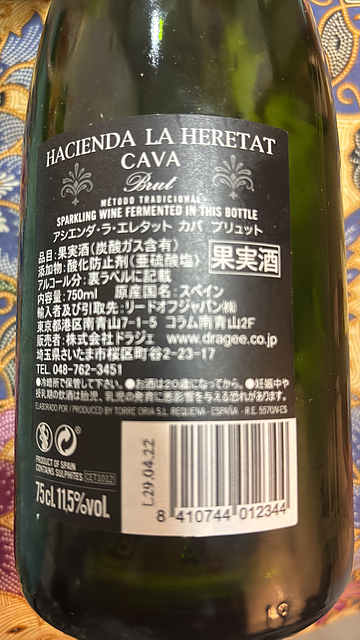 HACIENDA LA HERETAT
CAVA
Brut
MÉTODO TRADICIONAL
SPARKLING WINE FERMENTED IN THIS BOTTLE
アシエンダ・ラ・エレタット カバ ブリュット
品目：果実酒（炭酸ガス含有）
添加物：酸化防止剤（亜硫酸塩）
果実酒
アルコール分：裏ラベルに記載
内容量：750ml 原産国名：スペイン
輸入者及び引取先：リードオフジャパン㈱
東京都港区南青山7-1-5 コラム南青山2F
販売者：株式会社ドラジェ www.dragee.co.jp
埼玉県さいたま市桜区町谷2-23-17
TEL 048-762-3451
●冷暗所で保管して下さい。●お酒は20歳になってから。●妊娠中や
授乳期の飲酒は胎児、乳児の発育に悪影響を与える恐れがあります。
ELABORADO POR / PRODUCED BY TORRE ORIA S.L. REQUENA - ESPAÑA - R.E. 5570/V-ES
PRODUCT OF SPAIN
CONTAINS SULPHITES
CET1012
75cl. 11,5%vol.
L29.04.22
8 410744 012344